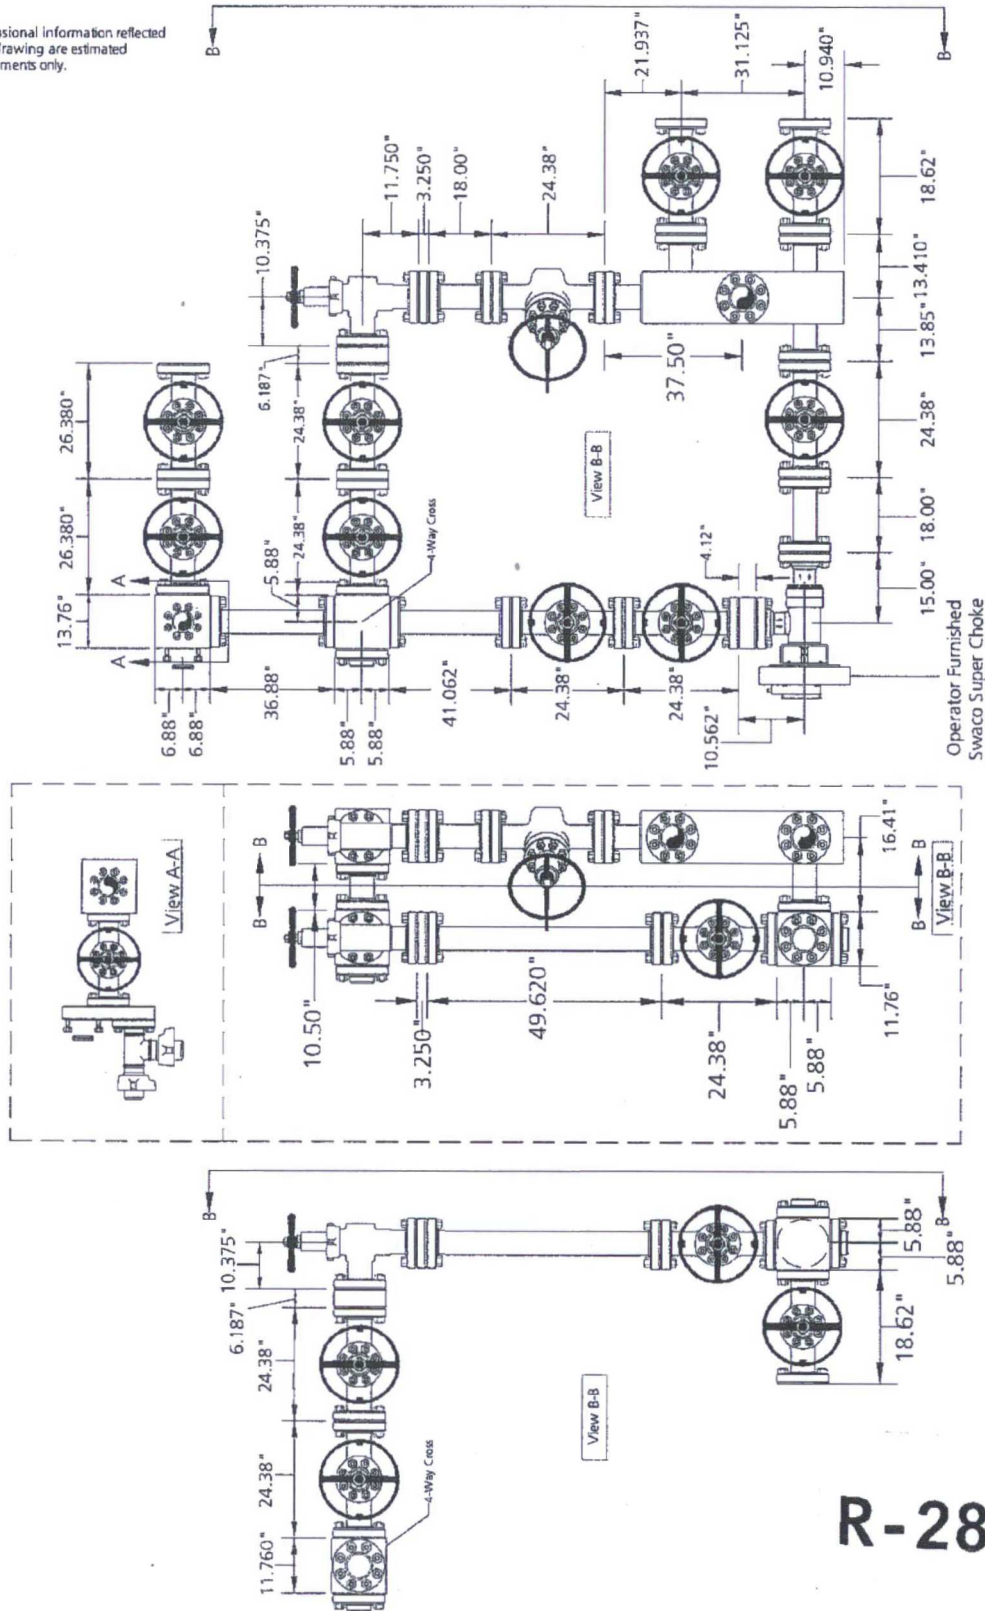 sional information reflected
drawing are estimated
ments only.
B
B
21.937"
31.125"
10.940"
11.750"
3.250"
18.00"
24.38"
10.375"
6.187"
18.62"
13.410"
13.85"
37.50"
26.380"
26.380"
13.76"
24.38"
24.38"
5.88"
4-Way Cross
View B-B
24.38"
18.00"
15.00"
4.12"
A
A
6.88"
6.88"
36.88"
5.88"
5.88"
41.062"
24.38"
24.38"
10.562"
Operator Furnished
Swaco Super Choke
View A-A
B
B
B
B
View B-B
16.41"
10.50"
3.250"
49.620"
24.38"
5.88"
5.88"
11.76"
B
B
10.375"
6.187"
24.38"
24.38"
11.760"
4-Way Cross
View B-B
5.88"
5.88"
18.62"
R-28